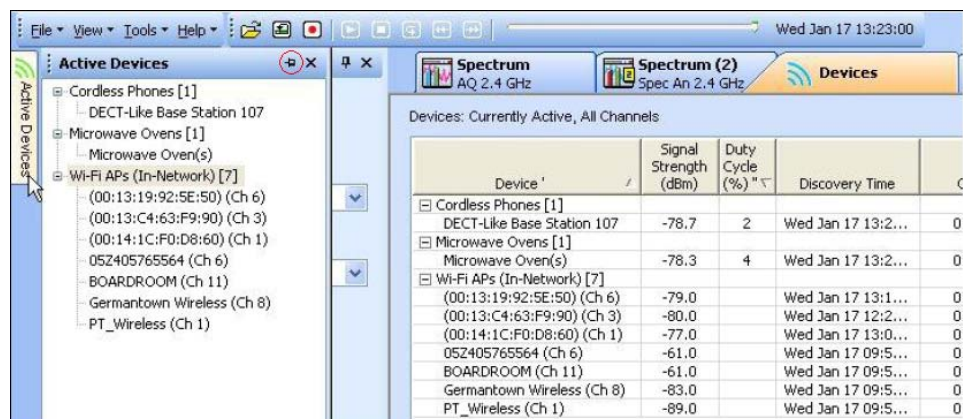 File View Tools Help Wed Jan 17 13:23:00
Active Devices
Active Devices
Cordless Phones [1]
DECT-Like Base Station 107
Microwave Ovens [1]
Microwave Oven(s)
Wi-Fi APs (In-Network) [7]
(00:13:19:92:5E:50) (Ch 6)
(00:13:C4:63:F9:90) (Ch 3)
(00:14:1C:F0:D8:60) (Ch 1)
05Z405765564 (Ch 6)
BOARDROOM (Ch 11)
Germantown Wireless (Ch 8)
PT_Wireless (Ch 1)
Spectrum
AQ 2.4 GHz
Spectrum (2)
Spec An 2.4 GHz
Devices
Devices: Currently Active, All Channels
Device ' Signal Strength (dBm) Duty Cycle (%) " Discovery Time
Cordless Phones [1]
DECT-Like Base Station 107 -78.7 2 Wed Jan 17 13:2... 0
Microwave Ovens [1]
Microwave Oven(s) -78.3 4 Wed Jan 17 13:2... 0
Wi-Fi APs (In-Network) [7]
(00:13:19:92:5E:50) (Ch 6) -79.0 Wed Jan 17 13:1... 0
(00:13:C4:63:F9:90) (Ch 3) -80.0 Wed Jan 17 12:2... 0
(00:14:1C:F0:D8:60) (Ch 1) -77.0 Wed Jan 17 13:0... 0
05Z405765564 (Ch 6) -61.0 Wed Jan 17 09:5... 0
BOARDROOM (Ch 11) -61.0 Wed Jan 17 09:5... 0
Germantown Wireless (Ch 8) -83.0 Wed Jan 17 09:5... 0
PT_Wireless (Ch 1) -89.0 Wed Jan 17 09:5... 0